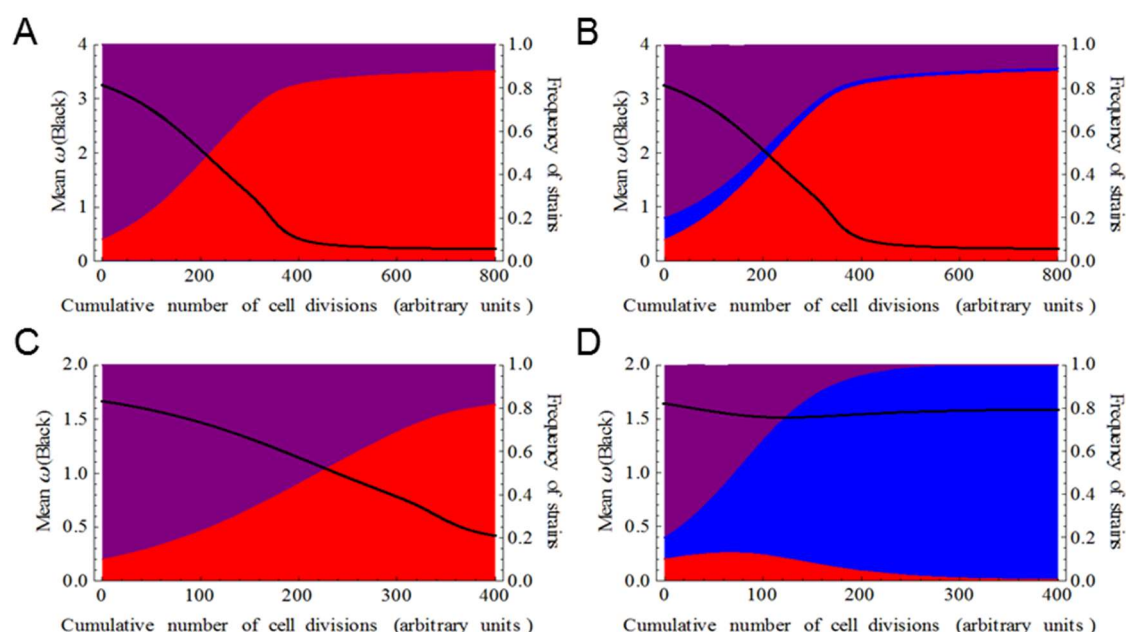 A
B
4
3
2
1
0
Mean ω(Black)
1.0
0.8
0.6
0.4
0.2
0.0
Frequency of strains
0 200 400 600 800
Cumulative number of cell divisions (arbitrary units )
4
3
2
1
0
Mean ω(Black)
1.0
0.8
0.6
0.4
0.2
0.0
Frequency of strains
0 200 400 600 800
Cumulative number of cell divisions (arbitrary units )
C
D
2.0
1.5
1.0
0.5
0.0
Mean ω(Black)
1.0
0.8
0.6
0.4
0.2
0.0
Frequency of strains
0 100 200 300 400
Cumulative number of cell divisions (arbitrary units )
2.0
1.5
1.0
0.5
0.0
Mean ω(Black)
1.0
0.8
0.6
0.4
0.2
0.0
Frequency of strains
0 100 200 300 400
Cumulative number of cell divisions (arbitrary units )